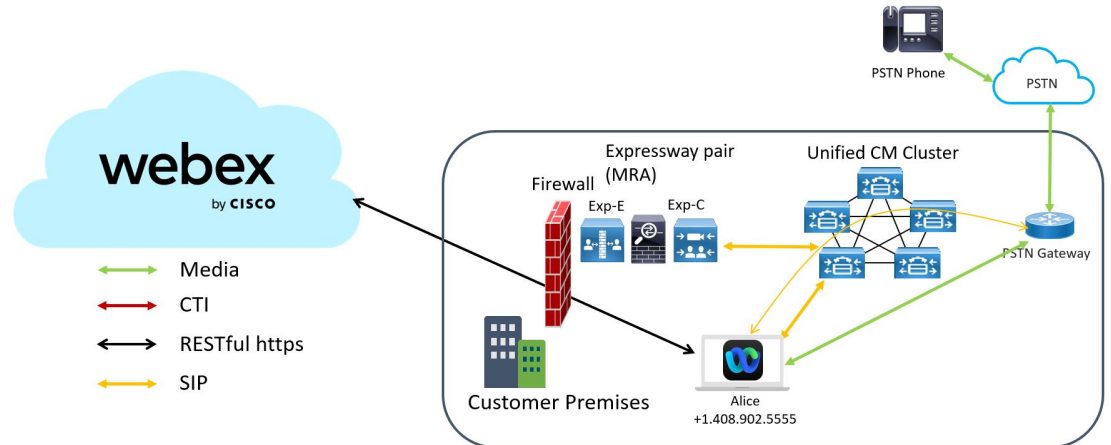 PSTN Phone
PSTN
webex
by CISCO
Media
CTI
RESTful https
SIP
Firewall
Expressway pair
(MRA)
Exp-E
Exp-C
Unified CM Cluster
PSTN Gateway
Customer Premises
Alice
+1.408.902.5555